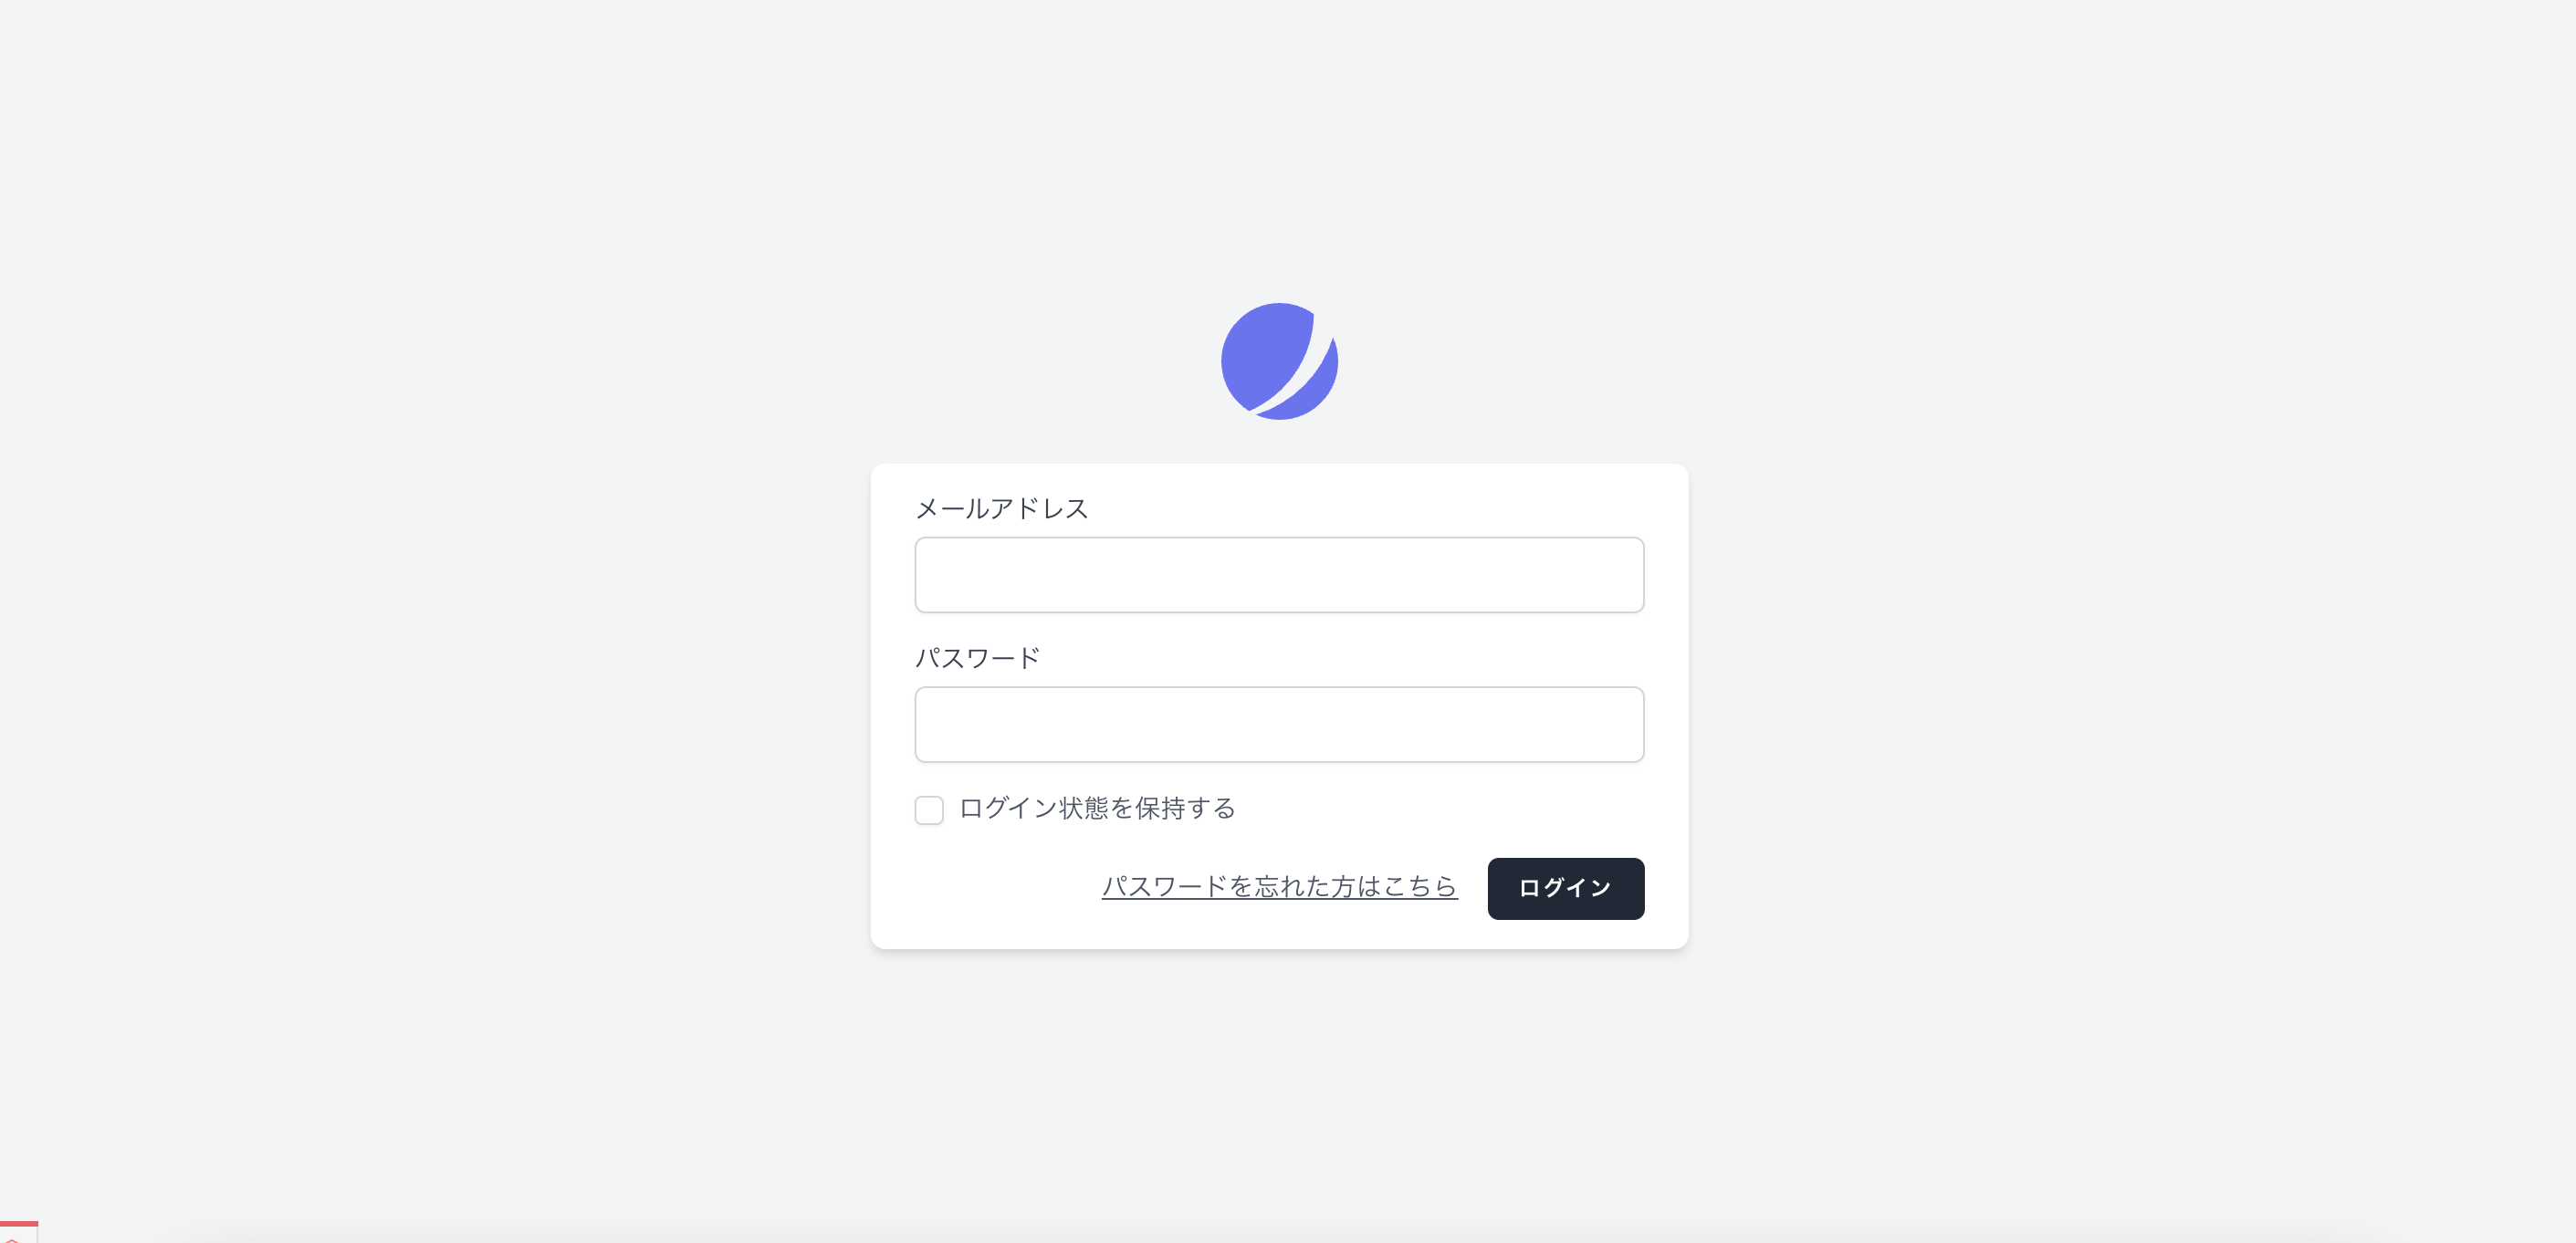 メールアドレス
パスワード
ログイン状態を保持する
パスワードを忘れた方はこちら
ログイン